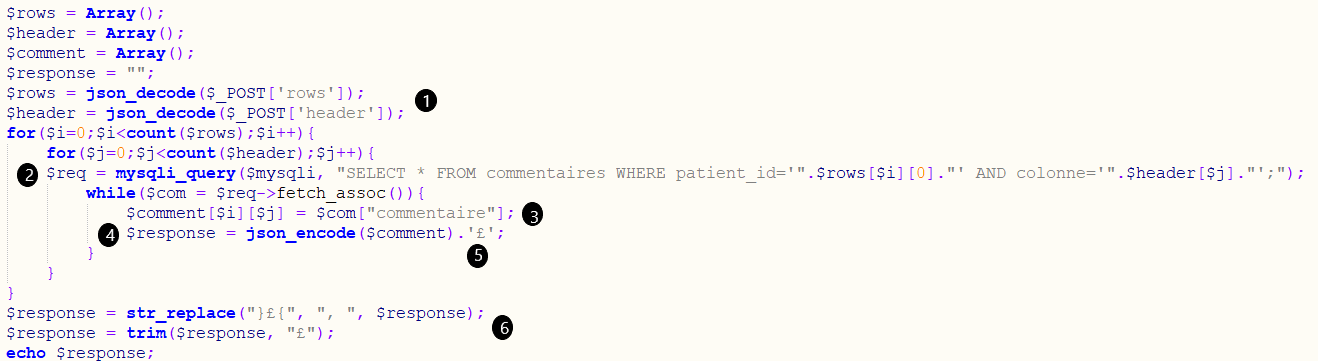 $rows = Array();
$header = Array();
$comment = Array();
$response = "";
$rows = json_decode($_POST['rows']); 1
$header = json_decode($_POST['header']);
for($i=0;$i<count($rows);$i++){
for($j=0;$j<count($header);$j++){
2 $req = mysqli_query($mysqli, "SELECT * FROM commentaires WHERE patient_id='".$rows[$i][0]."' AND colonne='".$header[$j]."';");
while($com = $req->fetch_assoc()){
$comment[$i][$j] = $com["commentaire"]; 3
4 $response = json_encode($comment).'£';
} 5
}
}
$response = str_replace("}£{", ", ", $response); 6
$response = trim($response, "£");
echo $response;